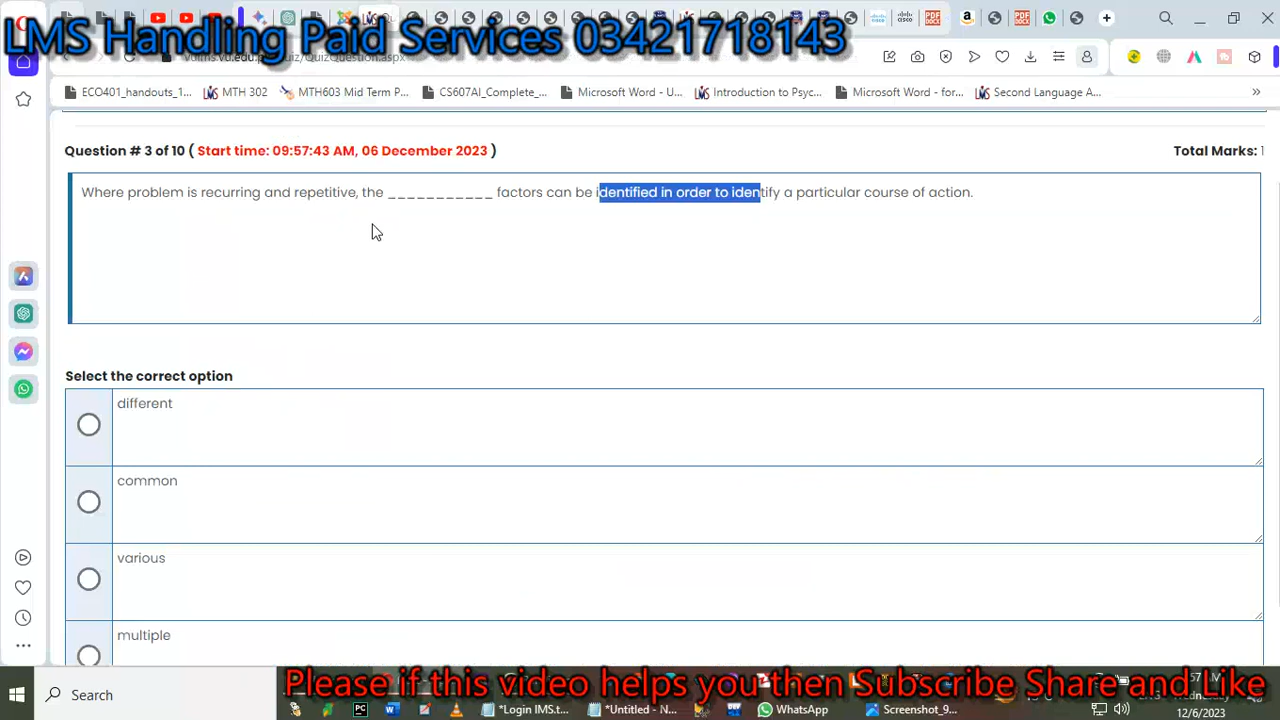 LMS Handling Paid Services 03421718143
ECO401_handouts_1...
MTH 302
MTH603 Mid Term P...
CS607AI_Complete_...
Microsoft Word - U...
Introduction to Psyc...
Microsoft Word - for...
Second Language A...
»
Question # 3 of 10 ( Start time: 09:57:43 AM, 06 December 2023 )
Total Marks: 1
Where problem is recurring and repetitive, the ___________ factors can be identified in order to identify a particular course of action.
Select the correct option
different
common
various
multiple
Please if this video helps you then Subscribe Share and Like
Search
*Login IMS.t...
*Untitled - N...
WhatsApp
Screenshot_9...
12/6/2023